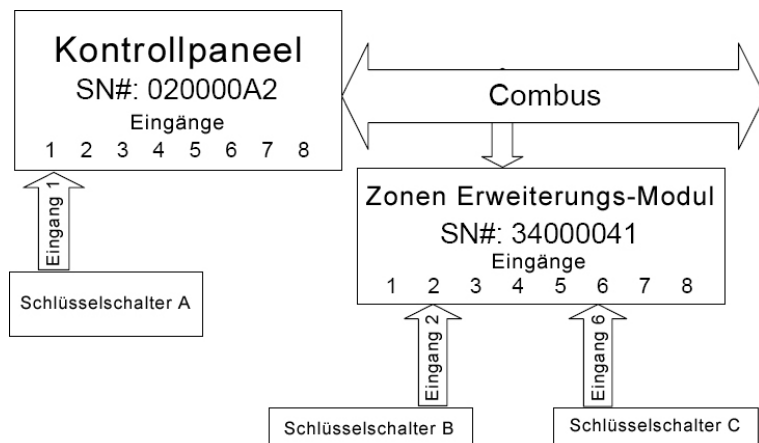 Kontrollpaneel
SN#: 020000A2
Eingänge
1 2 3 4 5 6 7 8
Combus
Eingang 1
Schlüsselschalter A
Zonen Erweiterungs-Modul
SN#: 34000041
Eingänge
1 2 3 4 5 6 7 8
Eingang 2
Eingang 6
Schlüsselschalter B
Schlüsselschalter C